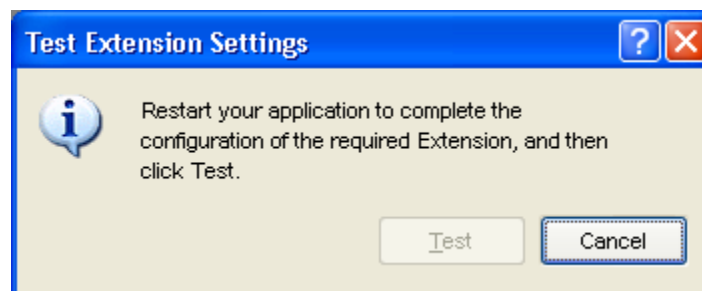 Test Extension Settings
?
Restart your application to complete the
configuration of the required Extension, and then
click Test.
Test
Cancel